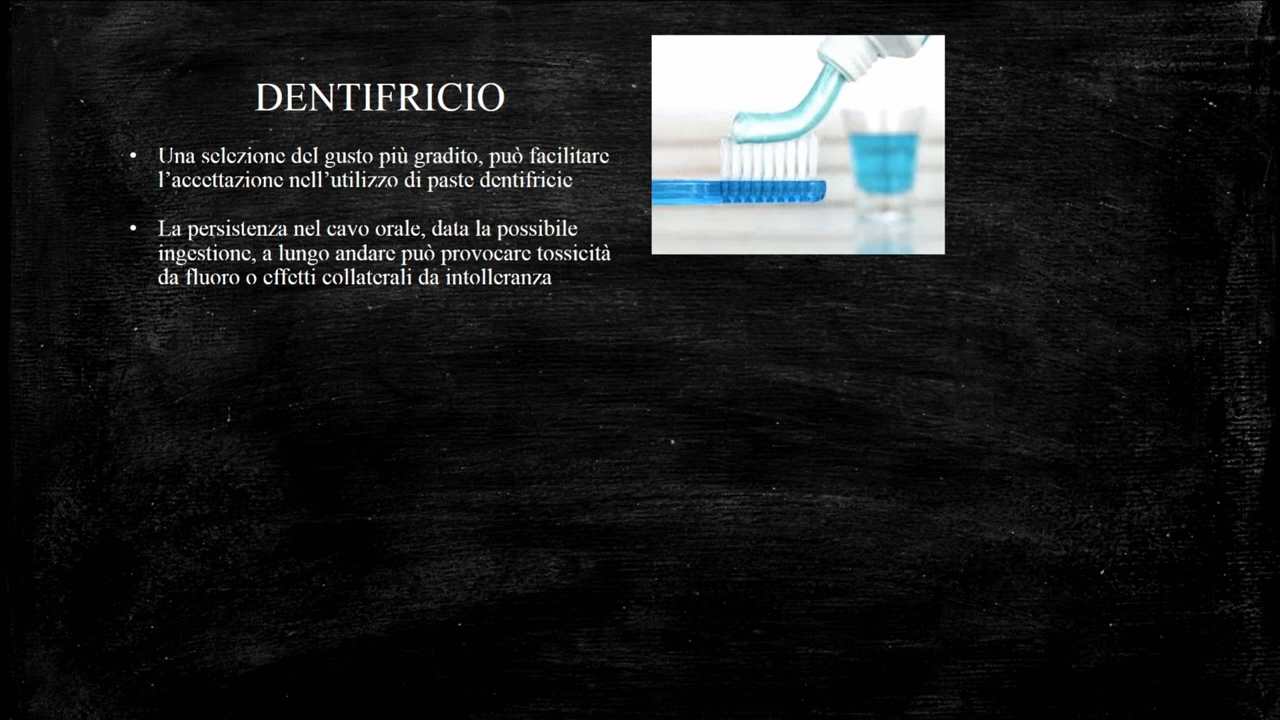 DENTIFRICIO
• Una selezione del gusto più gradito, può facilitare
l'accettazione nell'utilizzo di paste dentifricie
• La persistenza nel cavo orale, data la possibile
ingestione, a lungo andare può provocare tossicità
da fluoro o effetti collaterali da intolleranza